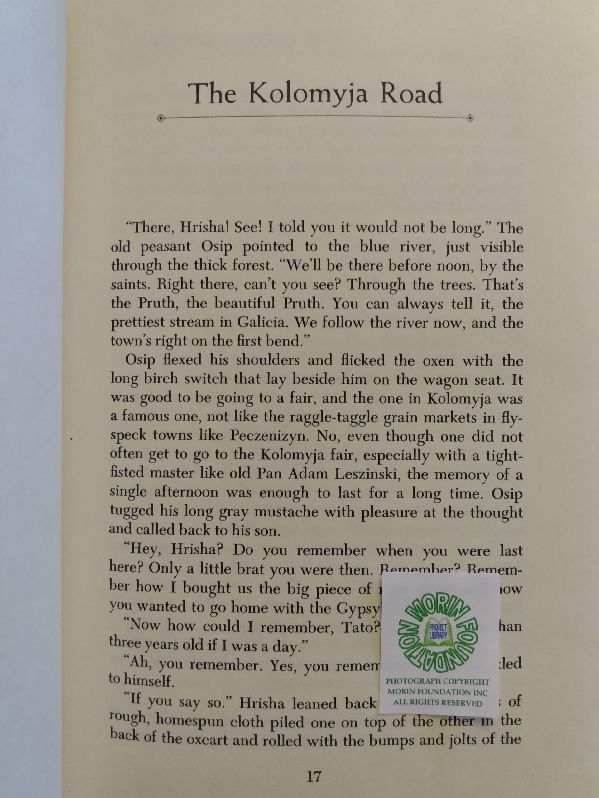 The Kolomyja Road
"There, Hrisha! See! I told you it would not be long." The
old peasant Osip pointed to the blue river, just visible
through the thick forest. "We'll be there before noon, by the
saints. Right there, can't you see? Through the trees. That's
the Pruth, the beautiful Pruth. You can always tell it, the
prettiest stream in Galicia. We follow the river now, and the
town's right on the first bend."
Osip flexed his shoulders and flicked the oxen with the
long birch switch that lay beside him on the wagon seat. It
was good to be going to a fair, and the one in Kolomyja was
a famous one, not like the raggle-taggle grain markets in fly-
speck towns like Peczenizyn. No, even though one did not
often get to go to the Kolomyja fair, especially with a tight-
fisted master like old Pan Adam Leszinski, the memory of a
single afternoon was enough to last for a long time. Osip
tugged his long gray mustache with pleasure at the thought
and called back to his son.
"Hey, Hrisha? Do you remember when you were last
here? Only a little brat you were then. Remember? Remem-
ber how I bought us the big piece of
you wanted to go home with the Gypsy
"Now how could I remember, Tato?
three years old if I was a day."
"Ah, you remember. Yes, you
to himself.
"If you say so." Hrisha leaned back of
rough, homespun cloth piled one on top of the other in the
back of the oxcart and rolled with the bumps and jolts of the
MORIN FOUNDATION
PROJECT
LIBRARY
PHOTOGRAPH COPYRIGHT
MORIN FOUNDATION INC
ALL RIGHTS RESERVED
17